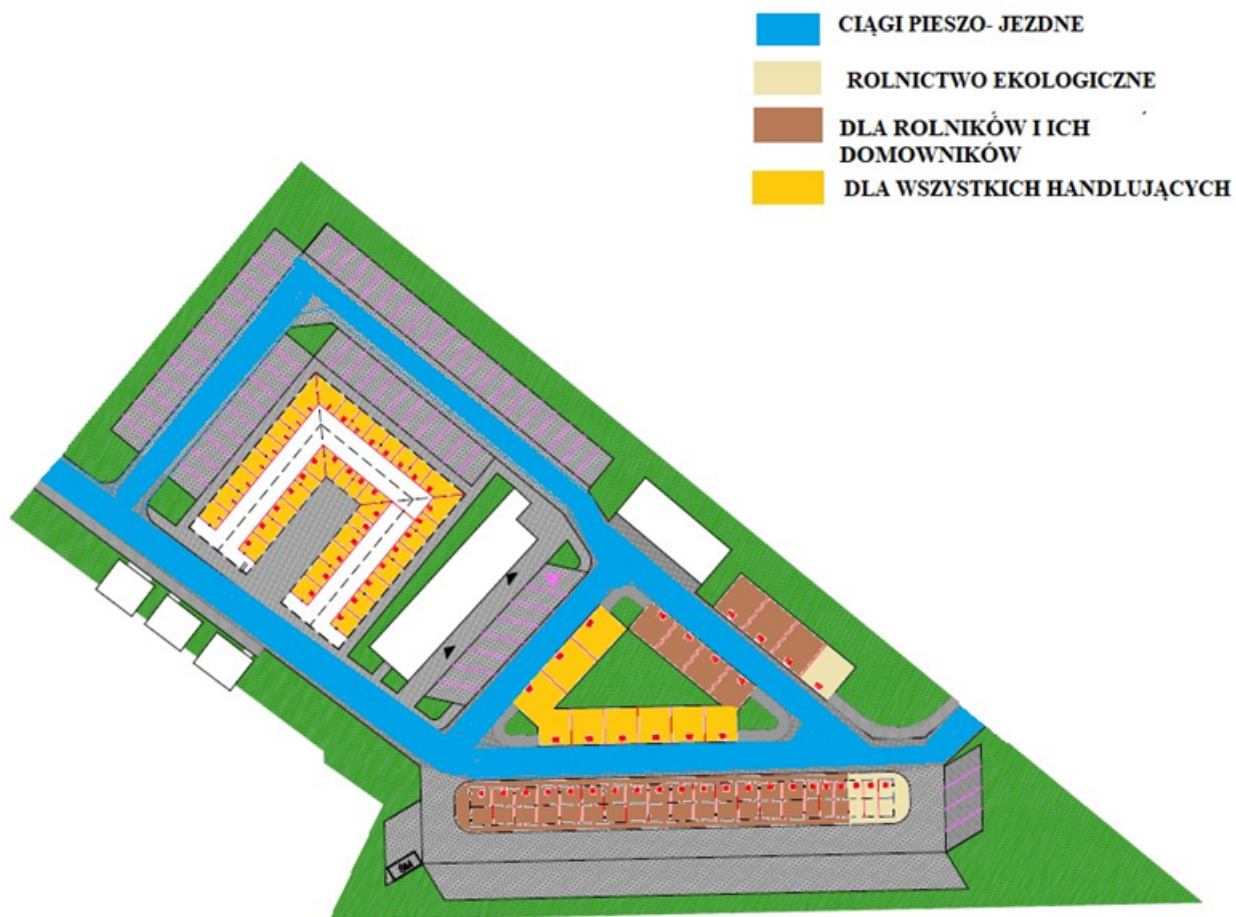 CIĄGI PIESZO- JEZDNE
ROLNICTWO EKOLOGICZNE
DLA ROLNIKÓW I ICH
DOMOWNIKÓW
DLA WSZYSTKICH HANDLUJĄCYCH